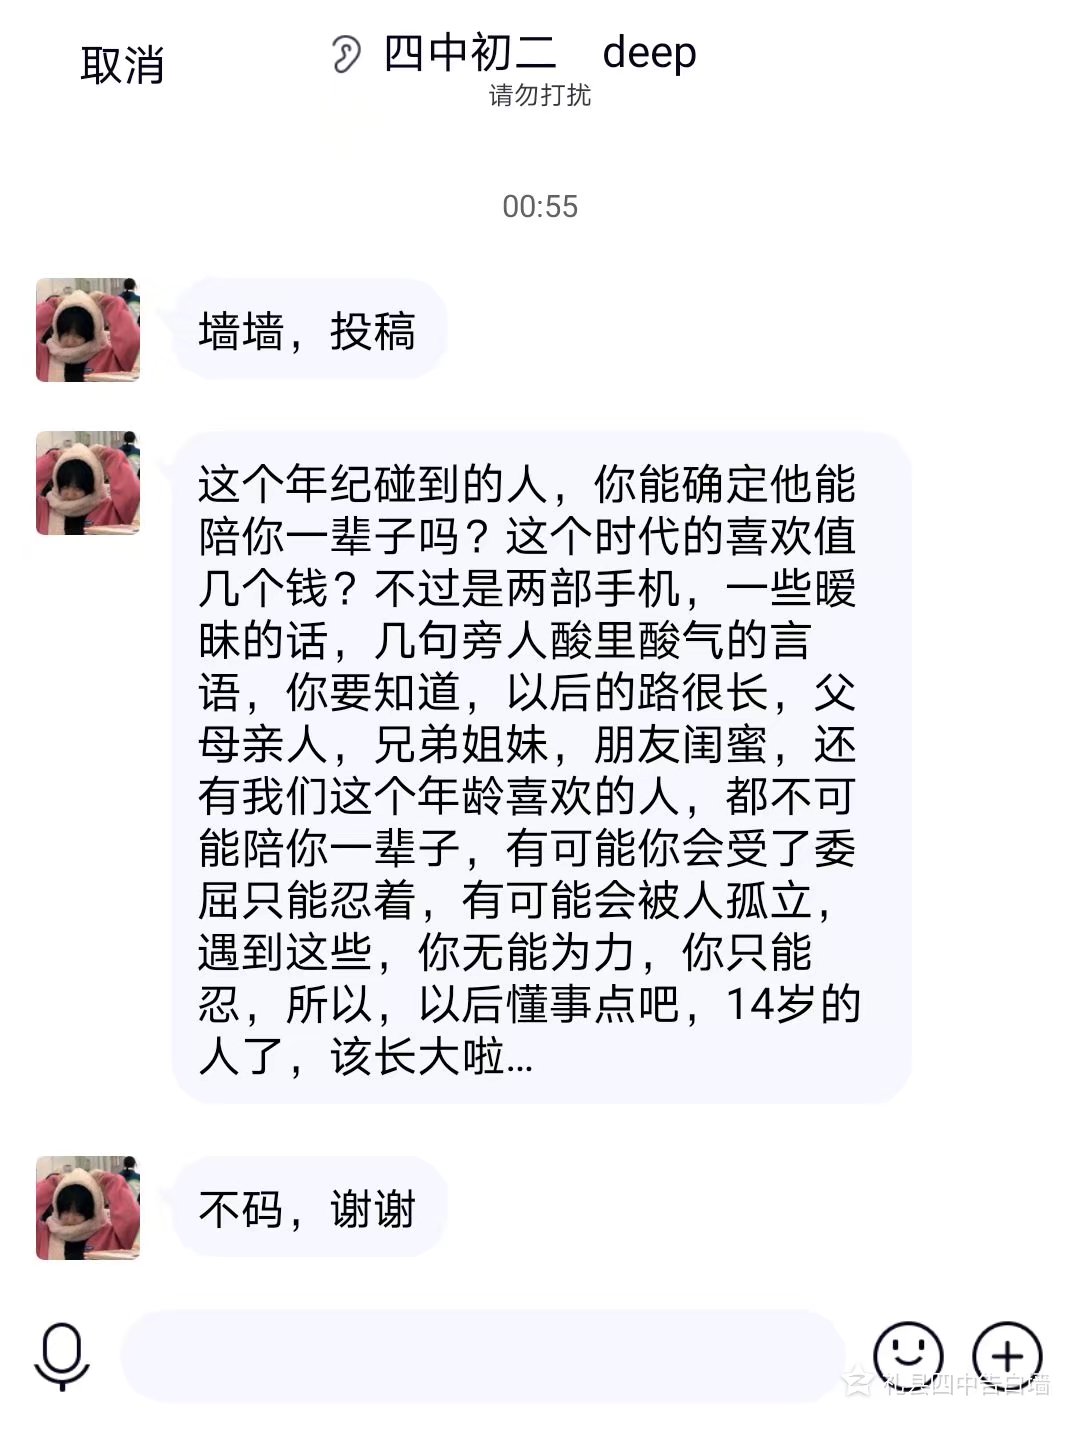 取消
四中初二 deep
请勿打扰
00:55
墙墙，投稿
这个年纪碰到的人，你能确定他能
陪你一辈子吗？这个时代的喜欢值
几个钱？不过是两部手机，一些暧
昧的话，几句旁人酸里酸气的言
语，你要知道，以后的路很长，父
母亲人，兄弟姐妹，朋友闺蜜，还
有我们这个年龄喜欢的人，都不可
能陪你一辈子，有可能你会受了委
屈只能忍着，有可能会被人孤立，
遇到这些，你无能为力，你只能
忍，所以，以后懂事点吧，14岁的
人了，该长大啦...
不码，谢谢
礼县四中告白墙